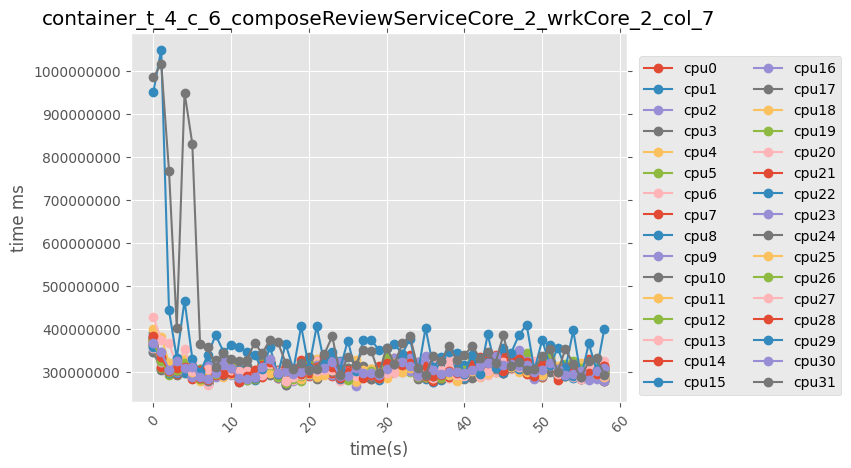 container_t_4_c_6_composeReviewServiceCore_2_wrkCore_2_col_7
time ms
1000000000
900000000
800000000
700000000
600000000
500000000
400000000
300000000
0
10
20
30
40
50
60
time(s)
cpu0
cpu1
cpu2
cpu3
cpu4
cpu5
cpu6
cpu7
cpu8
cpu9
cpu10
cpu11
cpu12
cpu13
cpu14
cpu15
cpu16
cpu17
cpu18
cpu19
cpu20
cpu21
cpu22
cpu23
cpu24
cpu25
cpu26
cpu27
cpu28
cpu29
cpu30
cpu31